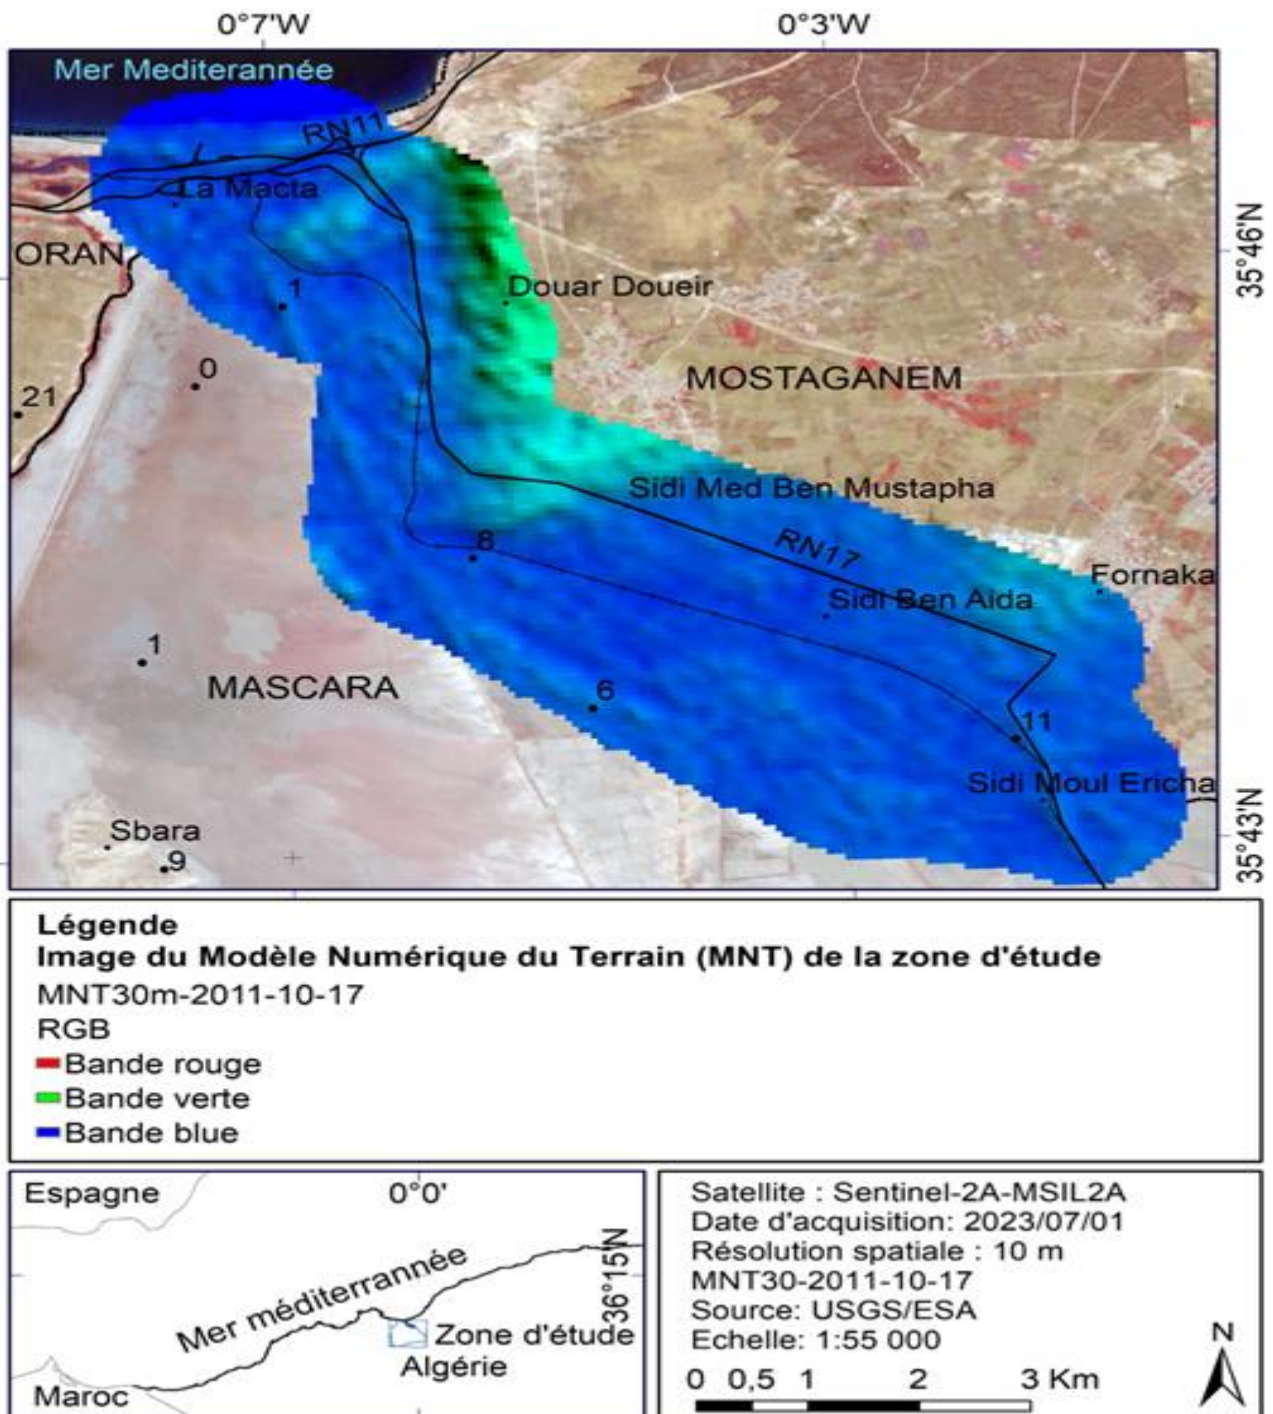 0°7'W
0°3'W
Mer Mediterannée
RN11
La Macta
ORAN
35°46'N
1
Douar Doueir
0
MOSTAGANEM
21
Sidi Med Ben Mustapha
8
RN17
Fornaka
Sidi Ben Aida
1
MASCARA
6
11
Sidi Moul Ericha
Sbara
9
35°43'N
Légende
Image du Modèle Numérique du Terrain (MNT) de la zone d'étude
MNT30m-2011-10-17
RGB
Bande rouge
Bande verte
Bande blue
Espagne
0°0'
36°15'N
Mer méditerrannée
Zone d'étude
Algérie
Maroc
Satellite : Sentinel-2A-MSIL2A
Date d'acquisition: 2023/07/01
Résolution spatiale : 10 m
MNT30-2011-10-17
Source: USGS/ESA
Echelle: 1:55 000
N
0 0,5 1 2 3 Km